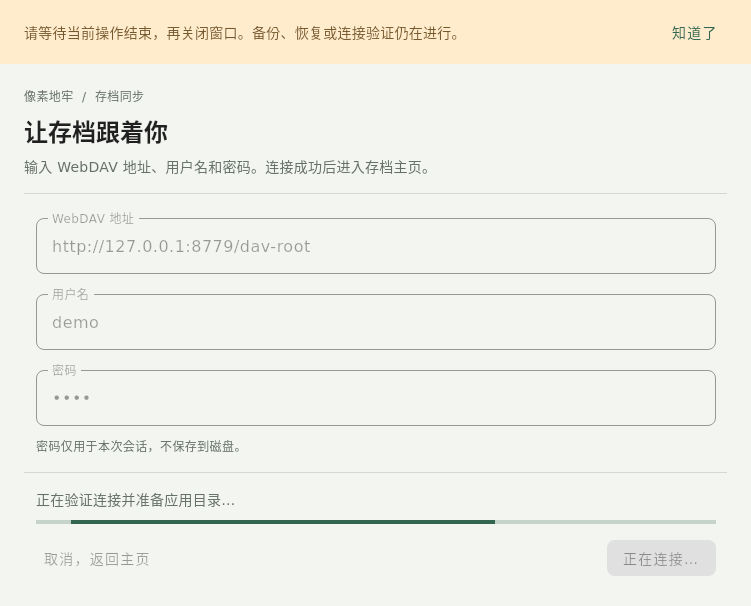 请等待当前操作结束，再关闭窗口。备份、恢复或连接验证仍在进行。
知道了
像素地牢 / 存档同步
让存档跟着你
输入 WebDAV 地址、用户名和密码。连接成功后进入存档主页。
WebDAV 地址
http://127.0.0.1:8779/dav-root
用户名
demo
密码
••••
密码仅用于本次会话，不保存到磁盘。
正在验证连接并准备应用目录…
取消，返回主页
正在连接…